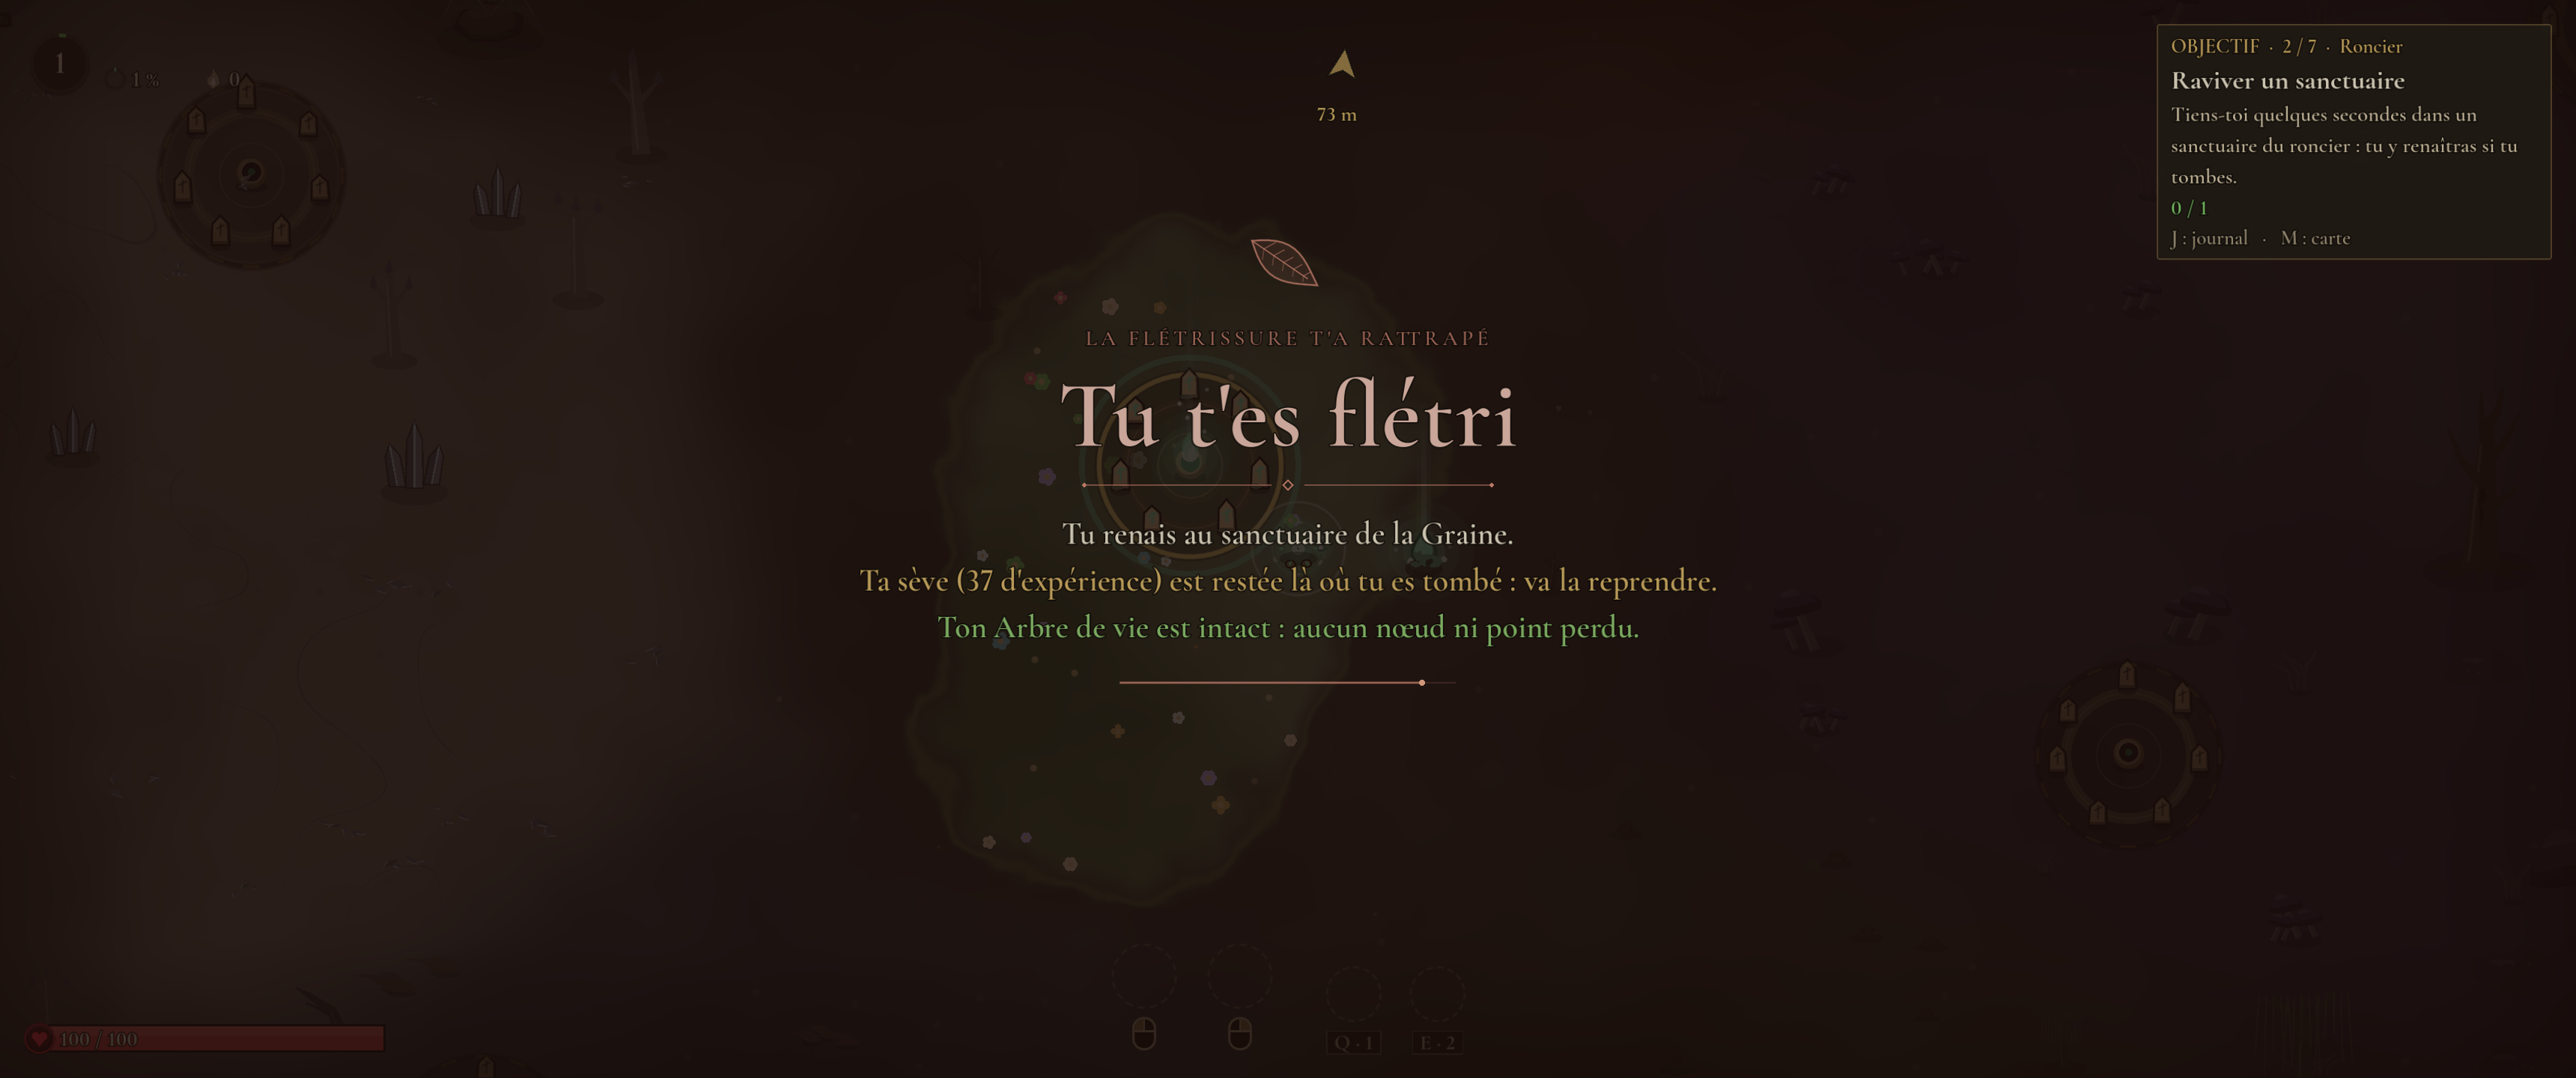 1
1 %
0
73 m
OBJECTIF · 2 / 7 · Roncier
Raviver un sanctuaire
Tiens-toi quelques secondes dans un
sanctuaire du roncier : tu y renaîtras si tu
tombes.
0 / 1
J : journal · M : carte
LA FLÉTRISSURE T'A RATTRAPÉ
Tu t'es flétri
Tu renais au sanctuaire de la Graine.
Ta sève (37 d'expérience) est restée là où tu es tombé : va la reprendre.
Ton Arbre de vie est intact : aucun nœud ni point perdu.
100 / 100
Q · 1
E · 2